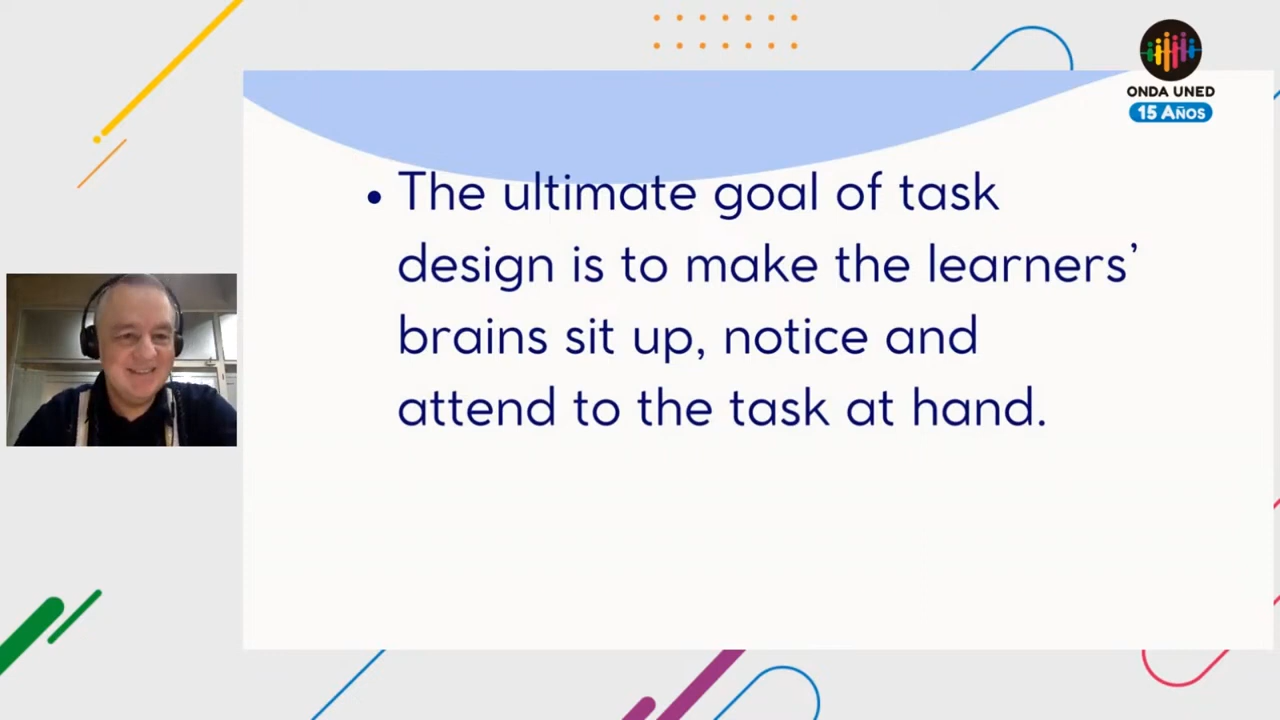 ONDA UNED
15 AÑOS
• The ultimate goal of task
design is to make the learners’
brains sit up, notice and
attend to the task at hand.